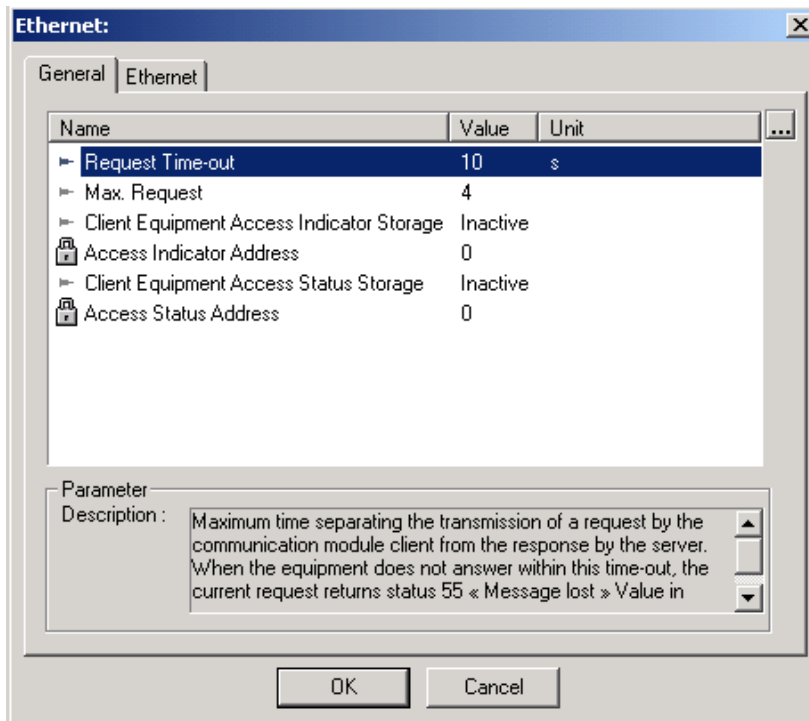 Ethernet:
General Ethernet
Name Value Unit ...
Request Time-out 10 s
Max. Request 4
Client Equipment Access Indicator Storage Inactive
Access Indicator Address 0
Client Equipment Access Status Storage Inactive
Access Status Address 0
Parameter
Description :
Maximum time separating the transmission of a request by the
communication module client from the response by the server.
When the equipment does not answer within this time-out, the
current request returns status 55 « Message lost » Value in
OK Cancel